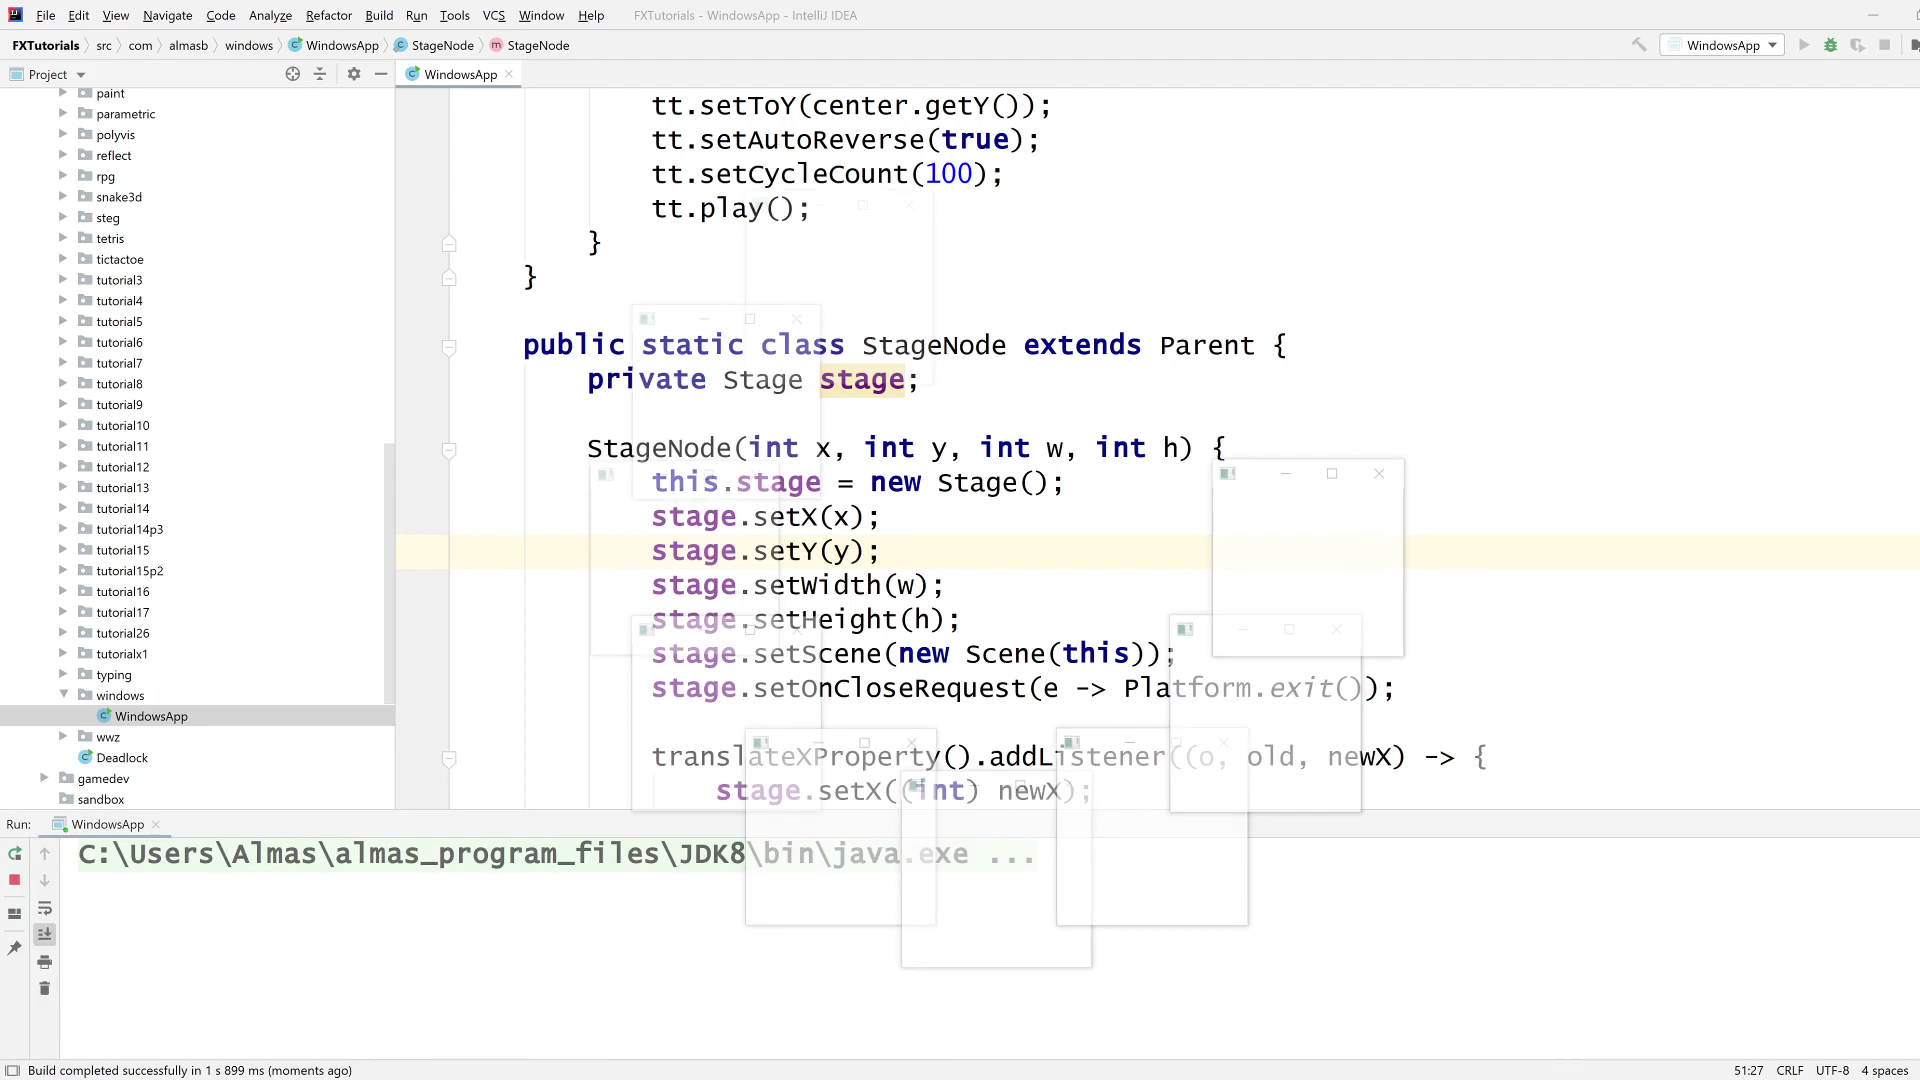 File Edit View Navigate Code Analyze Refactor Build Run Tools VCS Window Help FXTutorials - WindowsApp - IntelliJ IDEA
FXTutorials src com almasb windows WindowsApp StageNode StageNode WindowsApp
Project WindowsApp
paint
parametric
polyvis
reflect
rpg
snake3d
steg
tetris
tictactoe
tutorial3
tutorial4
tutorial5
tutorial6
tutorial7
tutorial8
tutorial9
tutorial10
tutorial11
tutorial12
tutorial13
tutorial14
tutorial14p3
tutorial15
tutorial15p2
tutorial16
tutorial17
tutorial26
tutorialx1
typing
windows
WindowsApp
wwz
Deadlock
gamedev
sandbox
tt.setToY(center.getY());
tt.setAutoReverse(true);
tt.setCycleCount(100);
tt.play();
}
}
public static class StageNode extends Parent {
private Stage stage;
StageNode(int x, int y, int w, int h) {
this.stage = new Stage();
stage.setX(x);
stage.setY(y);
stage.setWidth(w);
stage.setHeight(h);
stage.setScene(new Scene(this));
stage.setOnCloseRequest(e -> Platform.exit());
translateXProperty().addListener((o, old, newX) -> {
stage.setX((int) newX);
Run: WindowsApp
C:\Users\Almas\almas_program_files\JDK8\bin\java.exe ...
Build completed successfully in 1 s 899 ms (moments ago) 51:27 CRLF UTF-8 4 spaces